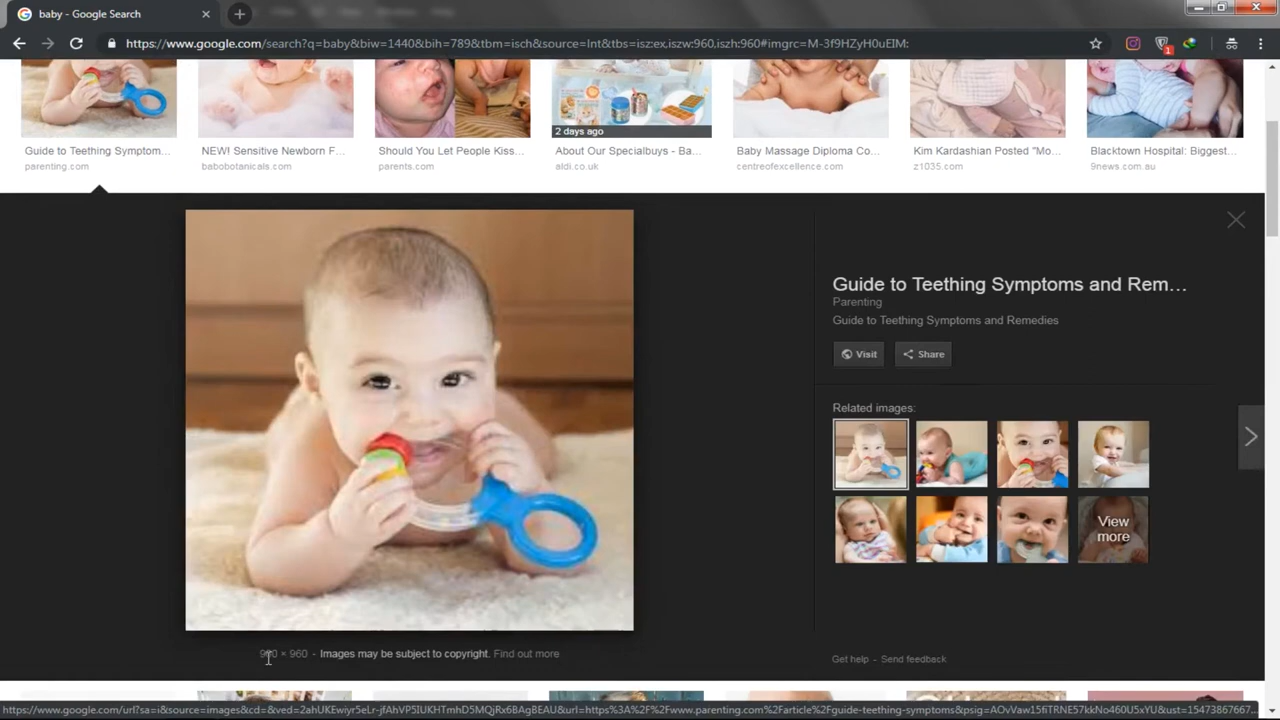 baby - Google Search
https://www.google.com/search?q=baby&biw=1440&bih=789&tbm=isch&source=lnt&tbs=isz:ex,iszw:960,iszh:960#imgrc=M-3f9HZyH0uEIM:
1
2 days ago
Guide to Teething Symptom...
parenting.com
NEW! Sensitive Newborn F...
babobotanicals.com
Should You Let People Kiss...
parents.com
About Our Specialbuys - Ba...
aldi.co.uk
Baby Massage Diploma Co...
centreofexcellence.com
Kim Kardashian Posted "Mo...
z1035.com
Blacktown Hospital: Biggest...
9news.com.au
Guide to Teething Symptoms and Rem...
Parenting
Guide to Teething Symptoms and Remedies
Visit
Share
Related images:
View more
960 × 960 - Images may be subject to copyright. Find out more
Get help - Send feedback